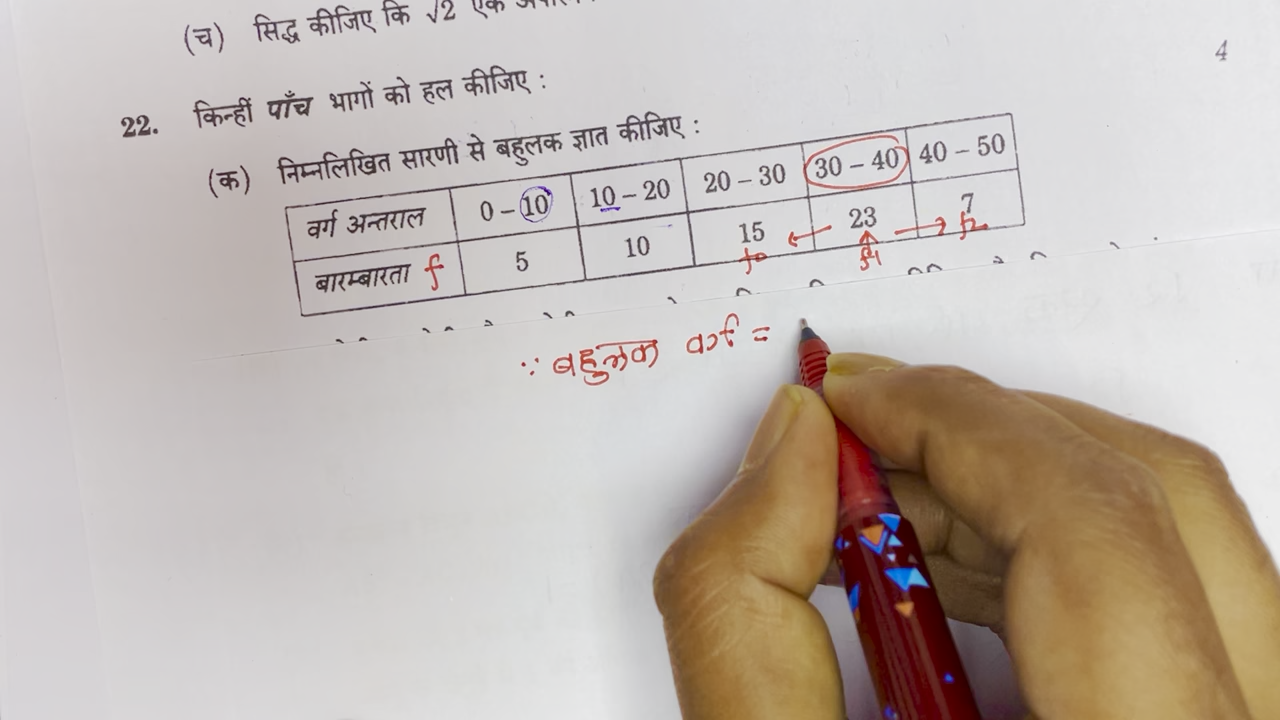 (च) सिद्ध कीजिए कि √2 एक
4
22. किन्हीं पाँच भागों को हल कीजिए :
(क) निम्नलिखित सारणी से बहुलक ज्ञात कीजिए :
वर्ग अन्तराल 0 – 10 10 – 20 20 – 30 30 – 40 40 – 50
बारम्बारता f 5 10 15 23 7
f0 f1 f2
∵ बहुलक वर्ग =